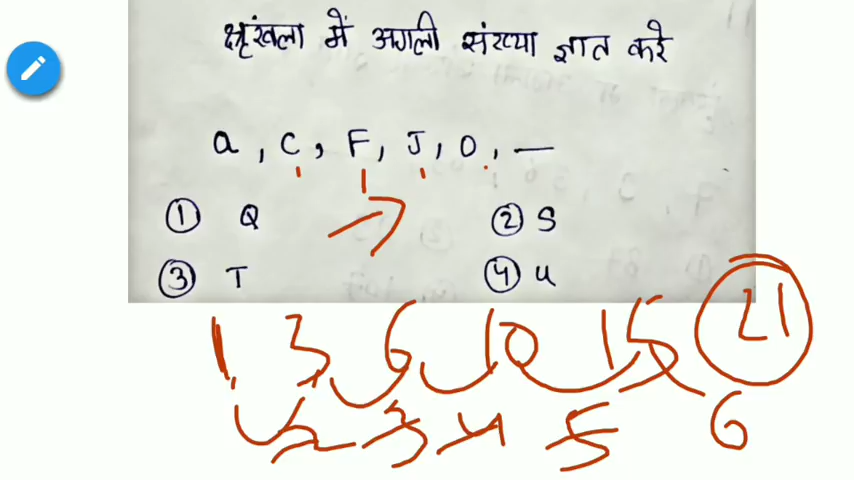 श्रृंखला में अगली संख्या ज्ञात करे
a, C, F, J, O, —
① Q ② S
③ T ④ U
1 3 6 10 15 21
2 3 4 5 6